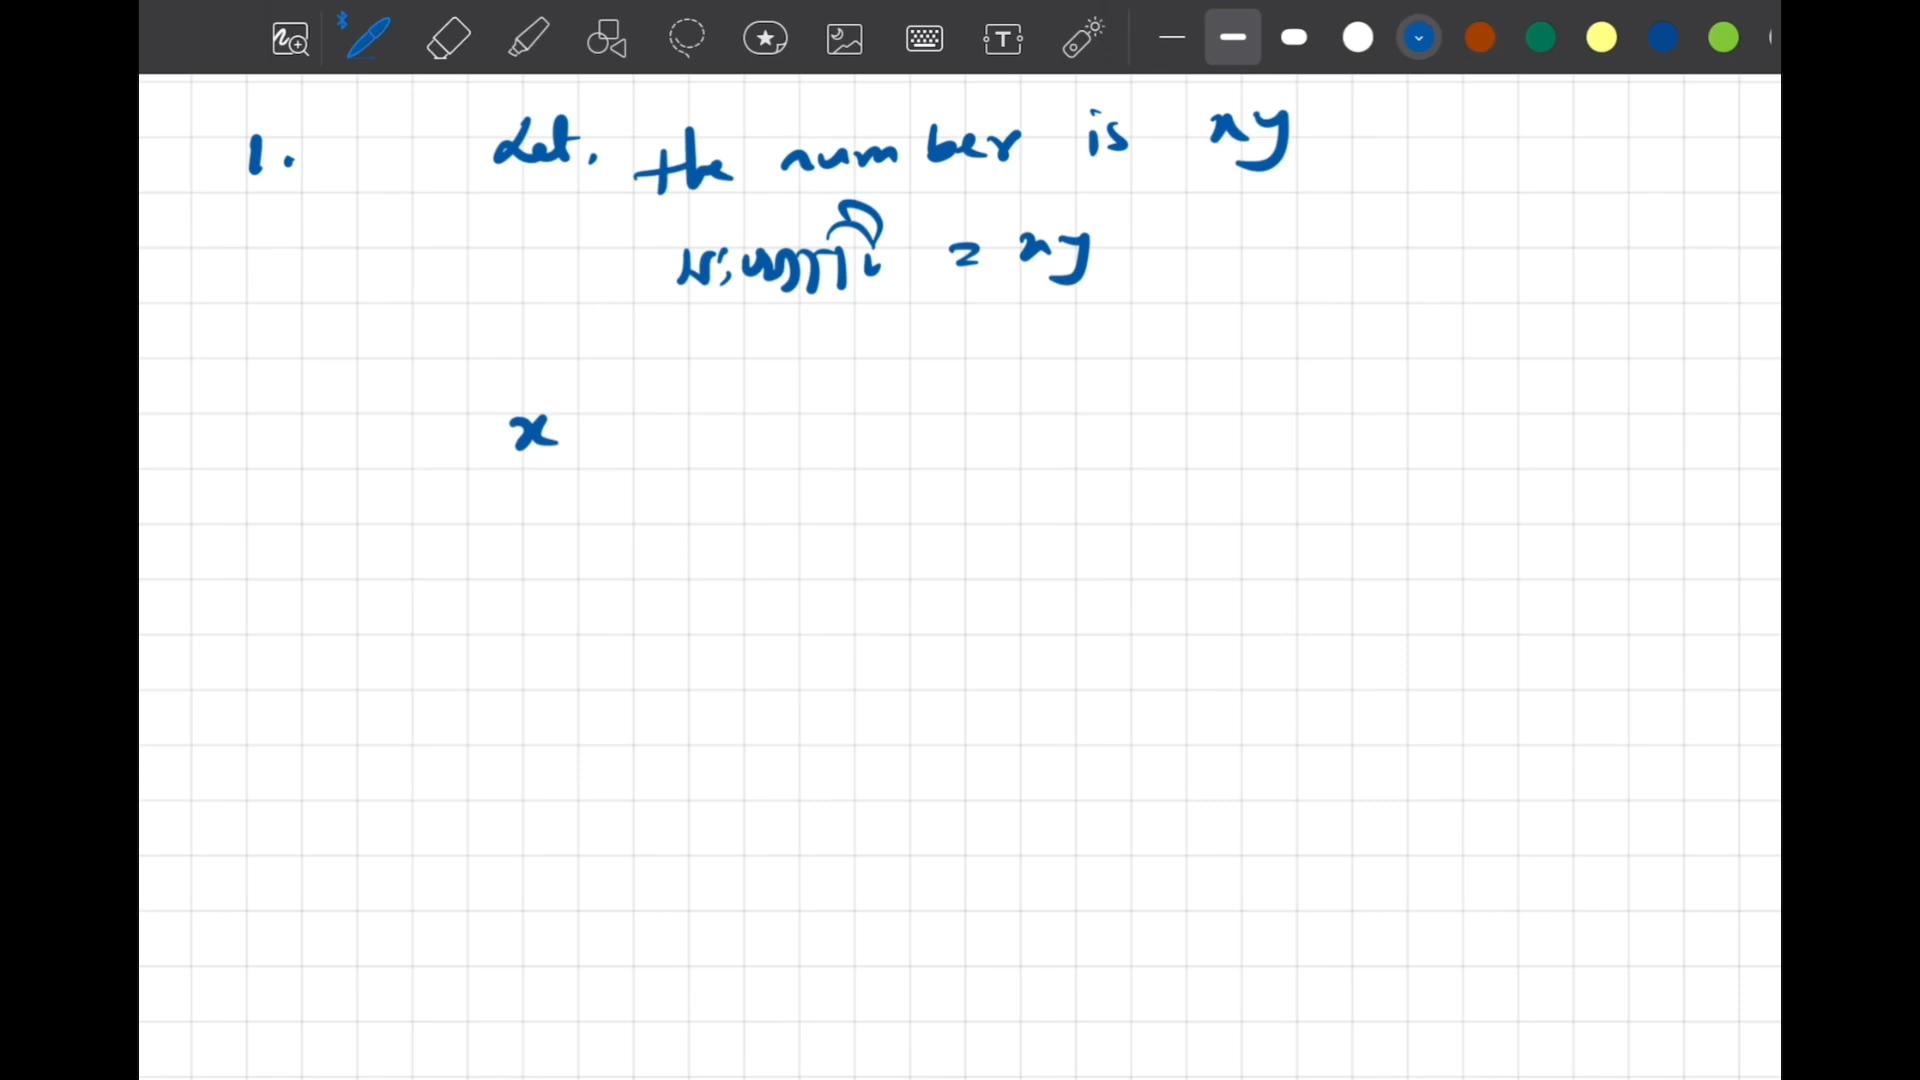 1. Let. the number is xy
= xy
x